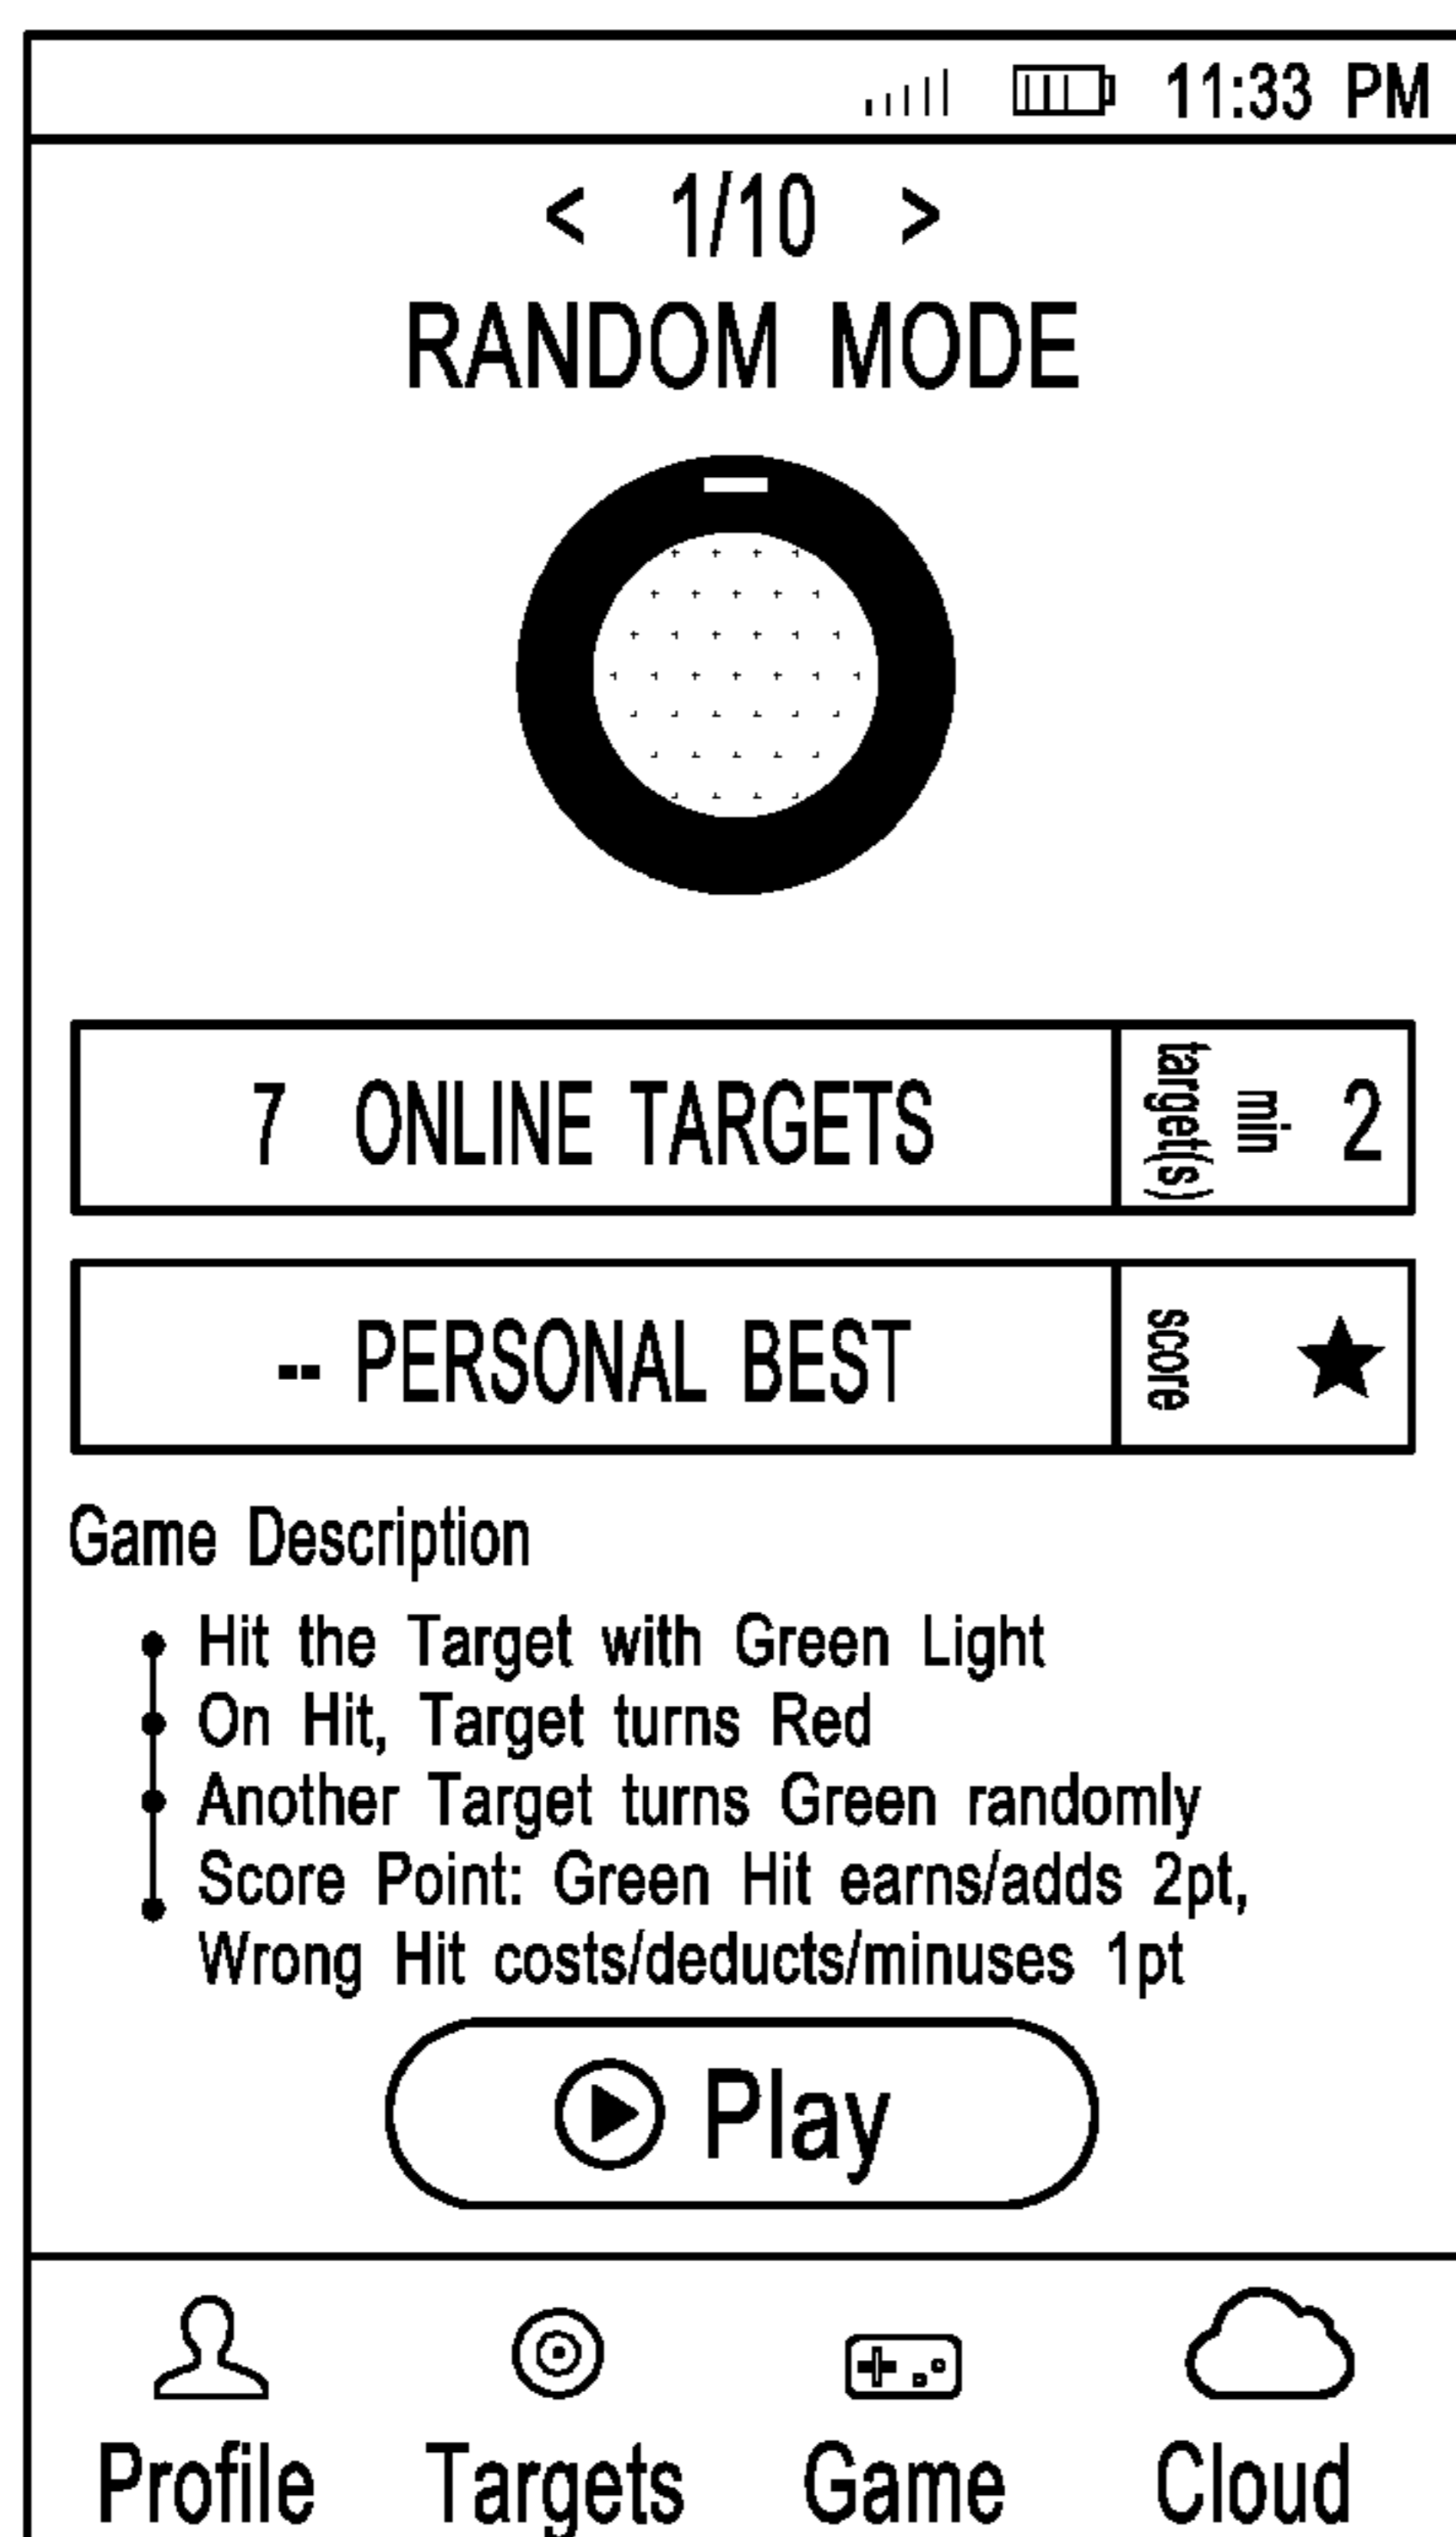 11:33 PM
< 1/10 >
RANDOM MODE
7 ONLINE TARGETS
2
min
target(s)
-- PERSONAL BEST
score
Game Description
Hit the Target with Green Light
On Hit, Target turns Red
Another Target turns Green randomly
Score Point: Green Hit earns/adds 2pt,
Wrong Hit costs/deducts/minuses 1pt
Play
Profile Targets Game Cloud